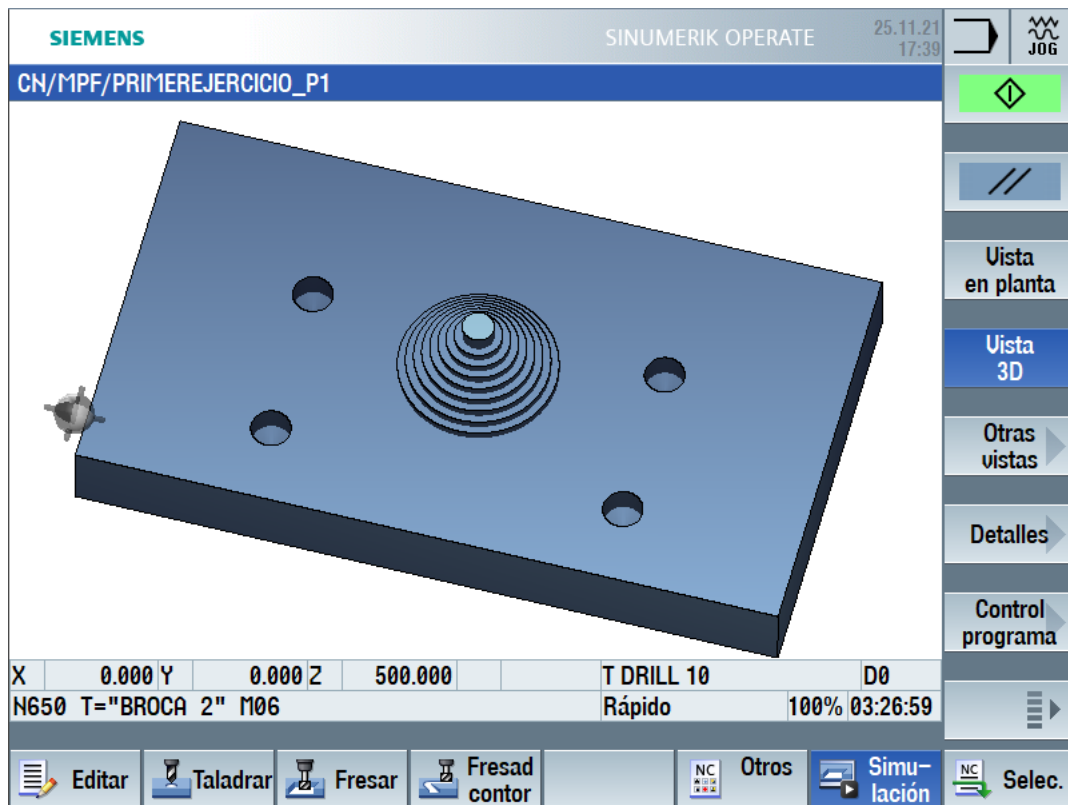 SIEMENS
SINUMERIK OPERATE
25.11.21
17:39
JOG
CN/MPF/PRIMEREJERCICIO_P1
Vista
en planta
Vista
3D
Otras
vistas
Detalles
Control
programa
X 0.000 Y 0.000 Z 500.000 T DRILL 10 D0
N650 T="BROCA 2" M06 Rápido 100% 03:26:59
Editar
Taladrar
Fresar
Fresad
contor
NC
Otros
Simu-
lación
NC
Selec.